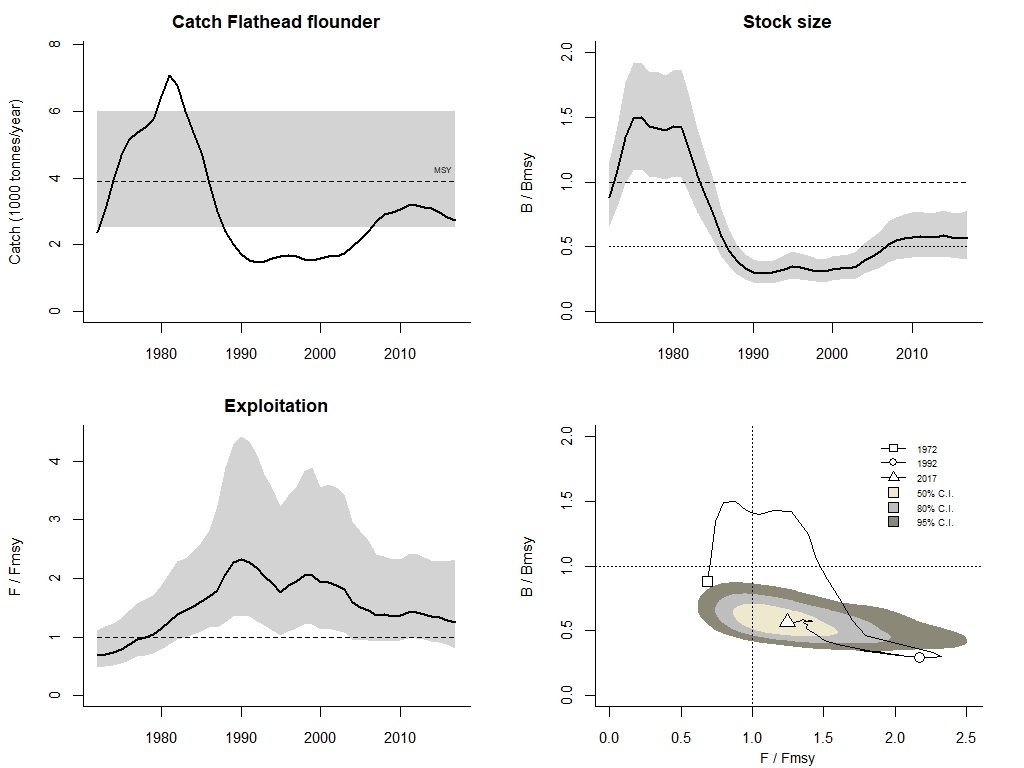 Catch Flathead flounder
Catch (1000 tonnes/year)
8
6
4
2
0
MSY
1980 1990 2000 2010
Stock size
B / Bmsy
2.0
1.5
1.0
0.5
0.0
1980 1990 2000 2010
Exploitation
F / Fmsy
4
3
2
1
0
1980 1990 2000 2010
B / Bmsy
2.0
1.5
1.0
0.5
0.0
1972
1992
2017
50% C.I.
80% C.I.
95% C.I.
0.0 0.5 1.0 1.5 2.0 2.5
F / Fmsy